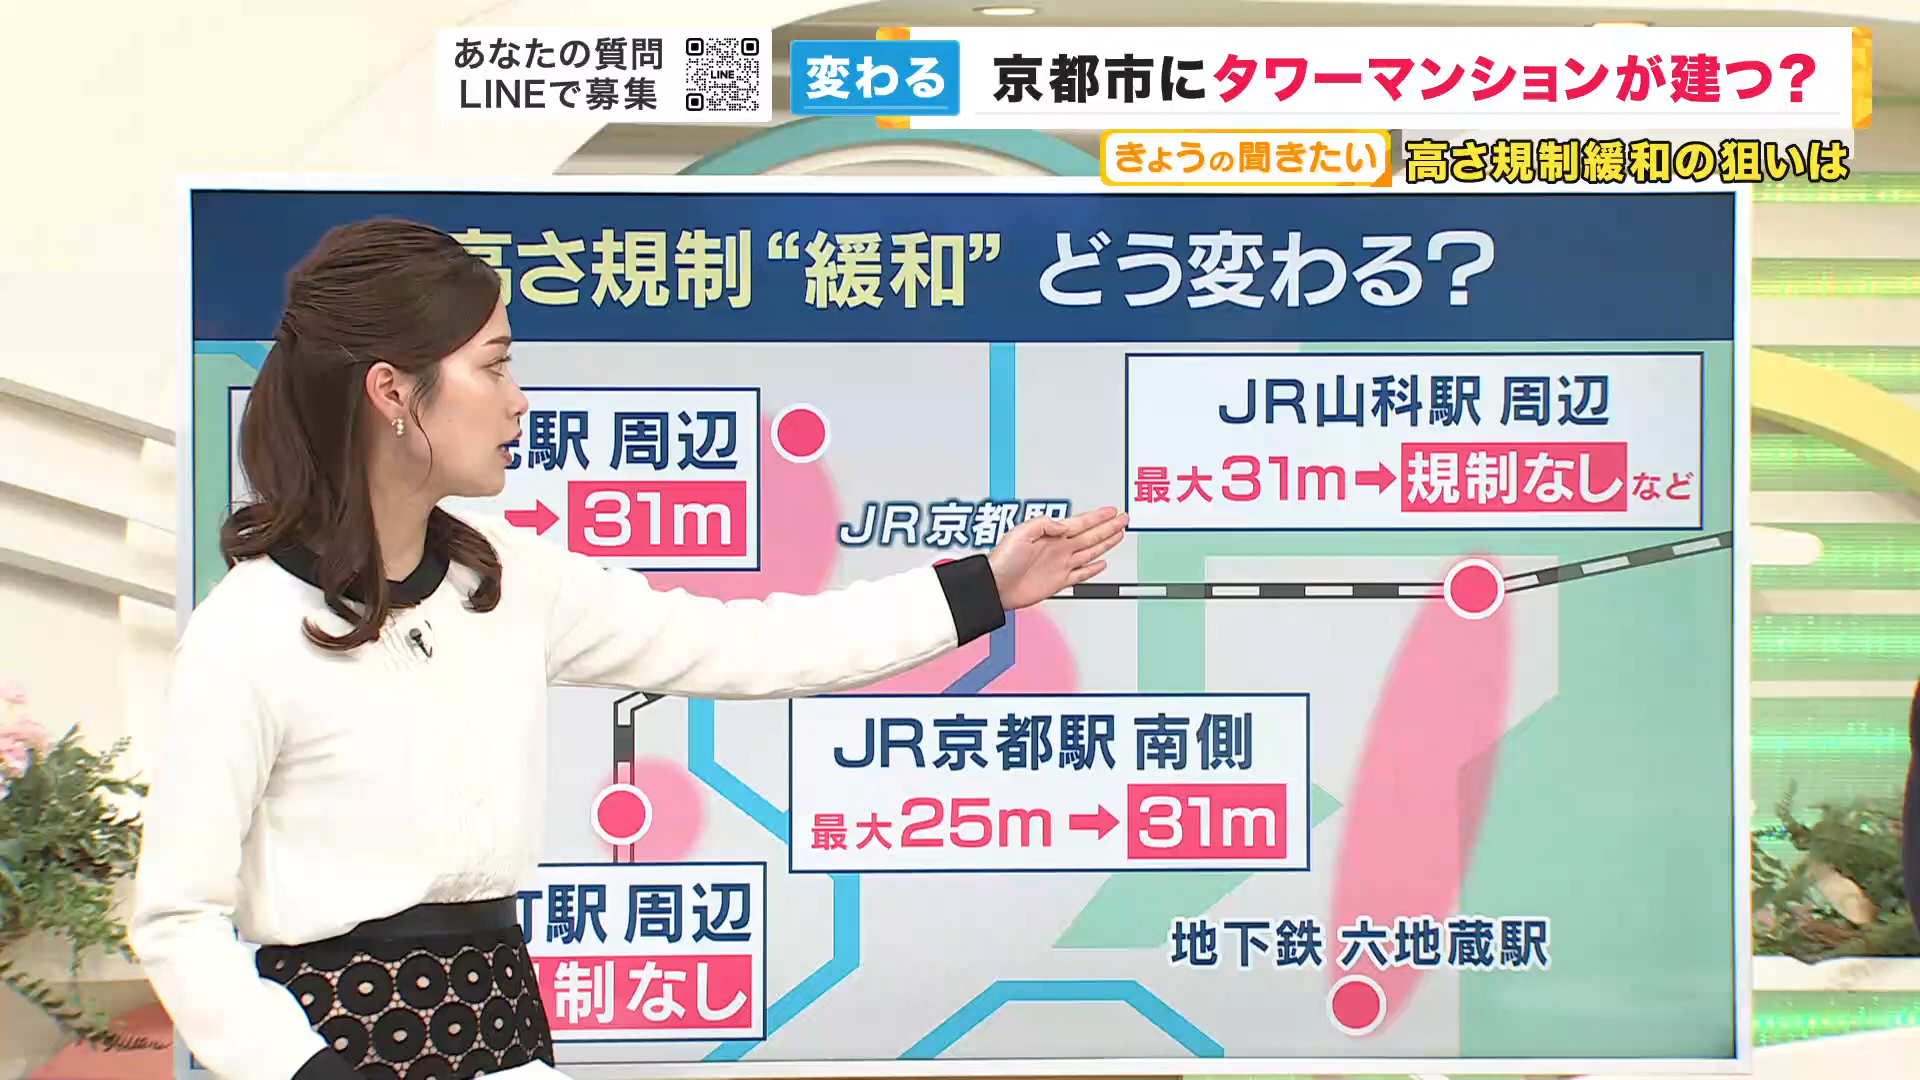 あなたの質問
LINEで募集
LINE
変わる
京都市にタワーマンションが建つ?
きょうの聞きたい
高さ規制緩和の狙いは
高さ規制“緩和” どう変わる?
駅 周辺
→31m
JR京都駅
JR山科駅 周辺
最大31m→規制なしなど
JR京都駅 南側
最大25m→31m
駅 周辺
制なし
地下鉄 六地蔵駅